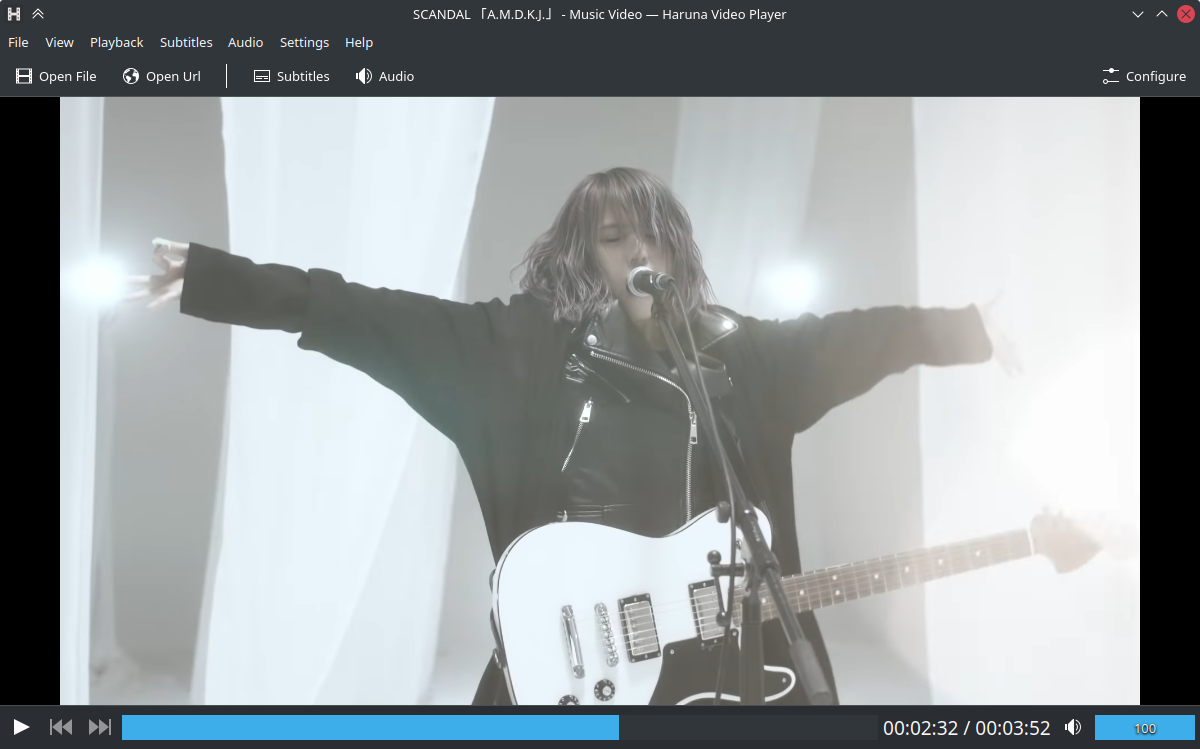 SCANDAL 「A.M.D.K.J.」 - Music Video — Haruna Video Player
File View Playback Subtitles Audio Settings Help
Open File Open Url Subtitles Audio Configure
00:02:32 / 00:03:52 100